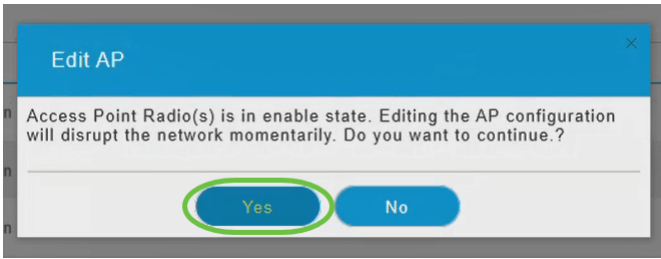 Edit AP
Access Point Radio(s) is in enable state. Editing the AP configuration
will disrupt the network momentarily. Do you want to continue.?
Yes
No
n
n
n